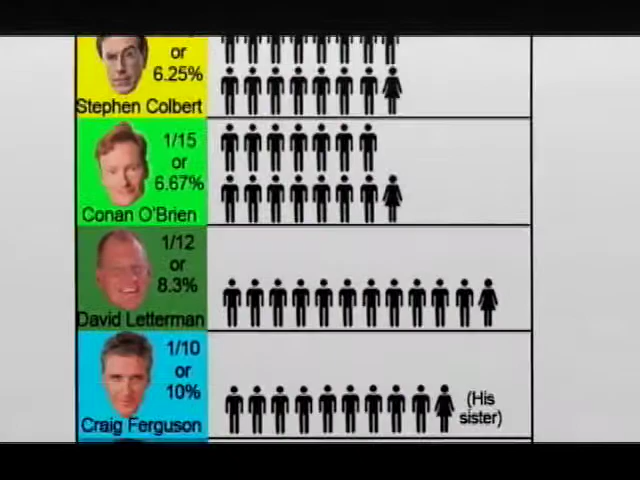 or
6.25%
Stephen Colbert
1/15
or
6.67%
Conan O'Brien
1/12
or
8.3%
David Letterman
1/10
or
10%
Craig Ferguson
(His
sister)